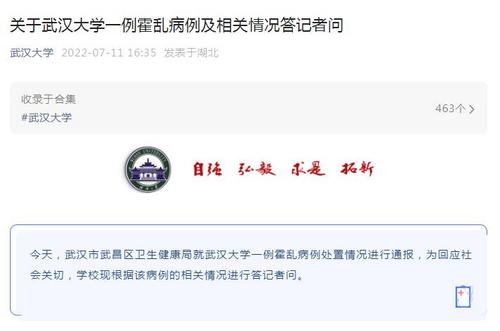 关于武汉大学一例霍乱病例及相关情况答记者问
武汉大学 2022-07-11 16:35 发表于湖北
收录于合集
#武汉大学
463个 >
自强 弘毅 求是 拓新
今天，武汉市武昌区卫生健康局就武汉大学一例霍乱病例处置情况进行通报，为回应社
会关切，学校现根据该病例的相关情况进行答记者问。